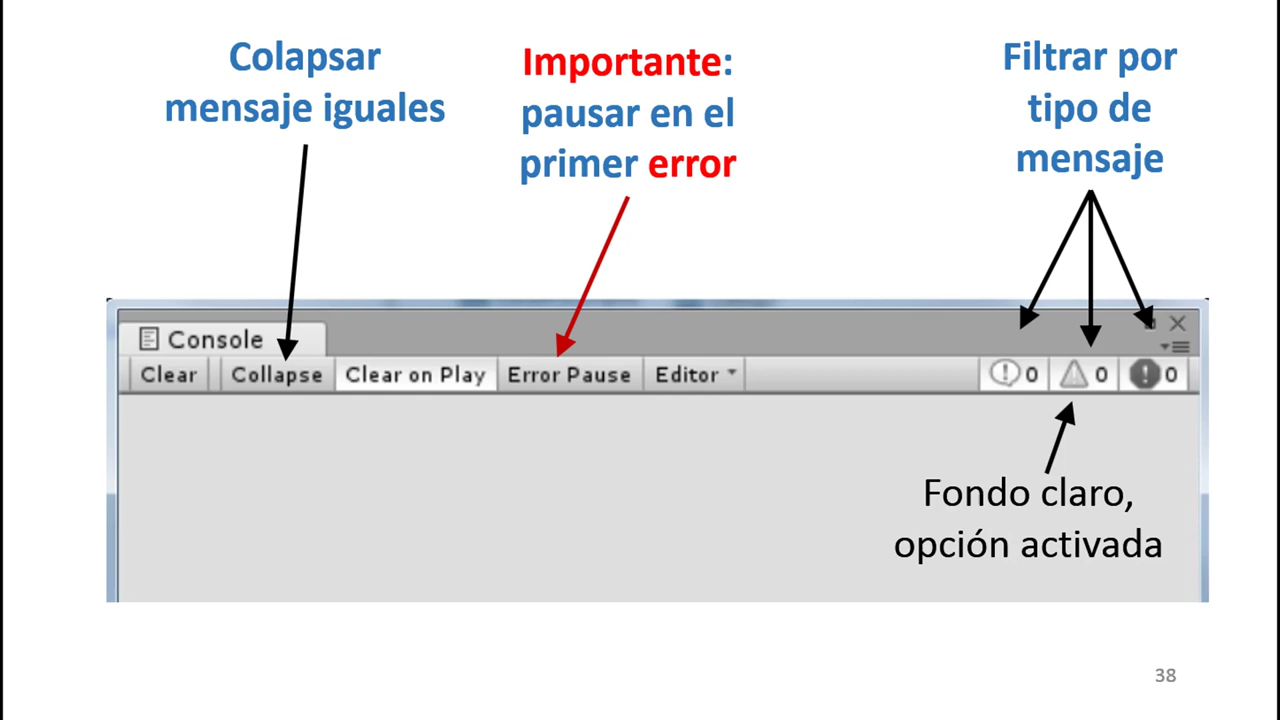 Colapsar
mensaje iguales
Importante:
pausar en el
primer error
Filtrar por
tipo de
mensaje
Console
Clear Collapse Clear on Play Error Pause Editor 0 0 0
Fondo claro,
opción activada
38